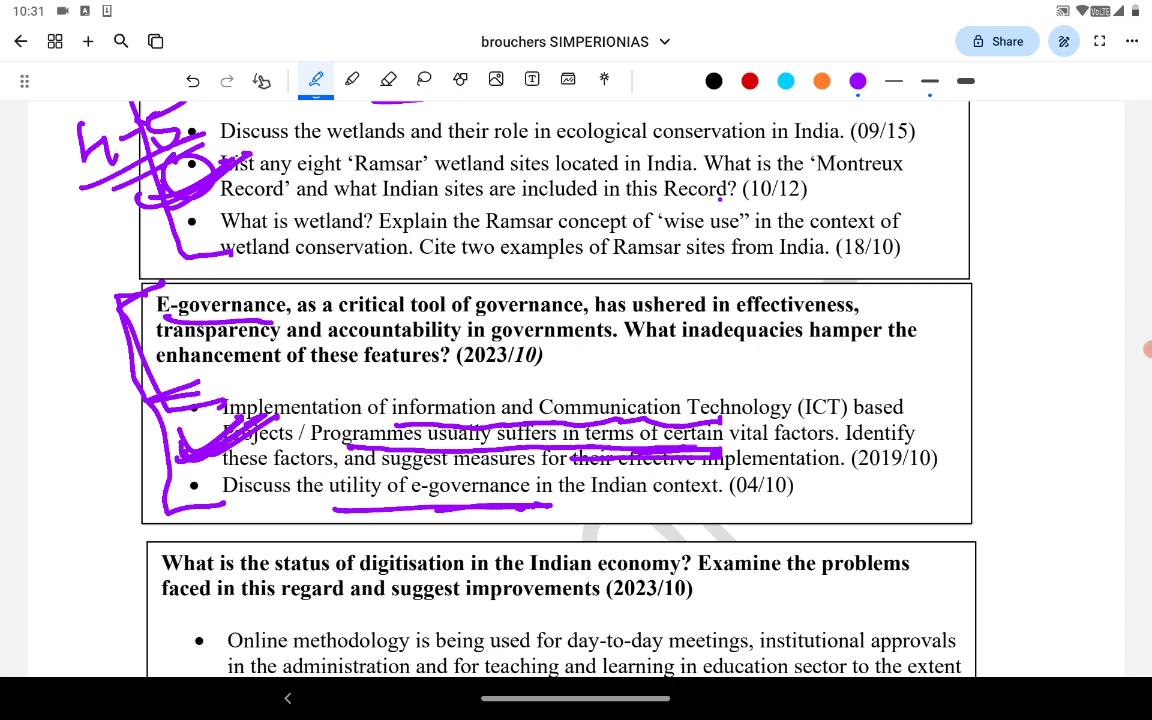 10:31
VoLTE
brouchers SIMPERIONIAS
Share
Discuss the wetlands and their role in ecological conservation in India. (09/15)
List any eight ‘Ramsar’ wetland sites located in India. What is the ‘Montreux
Record’ and what Indian sites are included in this Record? (10/12)
What is wetland? Explain the Ramsar concept of ‘wise use” in the context of
wetland conservation. Cite two examples of Ramsar sites from India. (18/10)
E-governance, as a critical tool of governance, has ushered in effectiveness,
transparency and accountability in governments. What inadequacies hamper the
enhancement of these features? (2023/10)
Implementation of information and Communication Technology (ICT) based
Projects / Programmes usually suffers in terms of certain vital factors. Identify
these factors, and suggest measures for their effective implementation. (2019/10)
Discuss the utility of e-governance in the Indian context. (04/10)
What is the status of digitisation in the Indian economy? Examine the problems
faced in this regard and suggest improvements (2023/10)
Online methodology is being used for day-to-day meetings, institutional approvals
in the administration and for teaching and learning in education sector to the extent